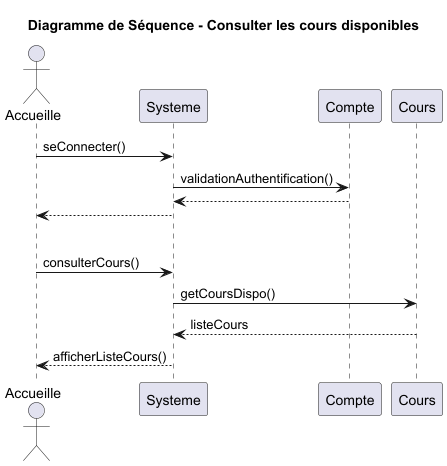 Diagramme de Séquence - Consulter les cours disponibles
Accueille
Systeme
Compte
Cours
seConnecter()
validationAuthentification()
consulterCours()
getCoursDispo()
listeCours
afficherListeCours()
Accueille
Systeme
Compte
Cours